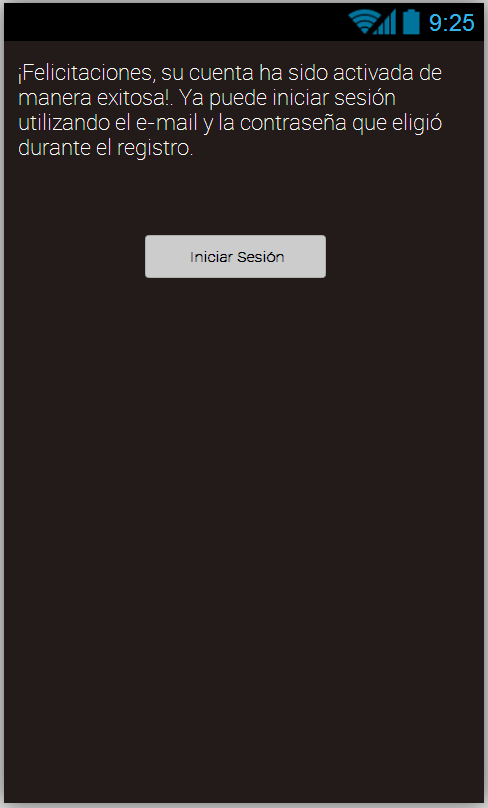 9:25
¡Felicitaciones, su cuenta ha sido activada de
manera exitosa!. Ya puede iniciar sesión
utilizando el e-mail y la contraseña que eligió
durante el registro.
Iniciar Sesión